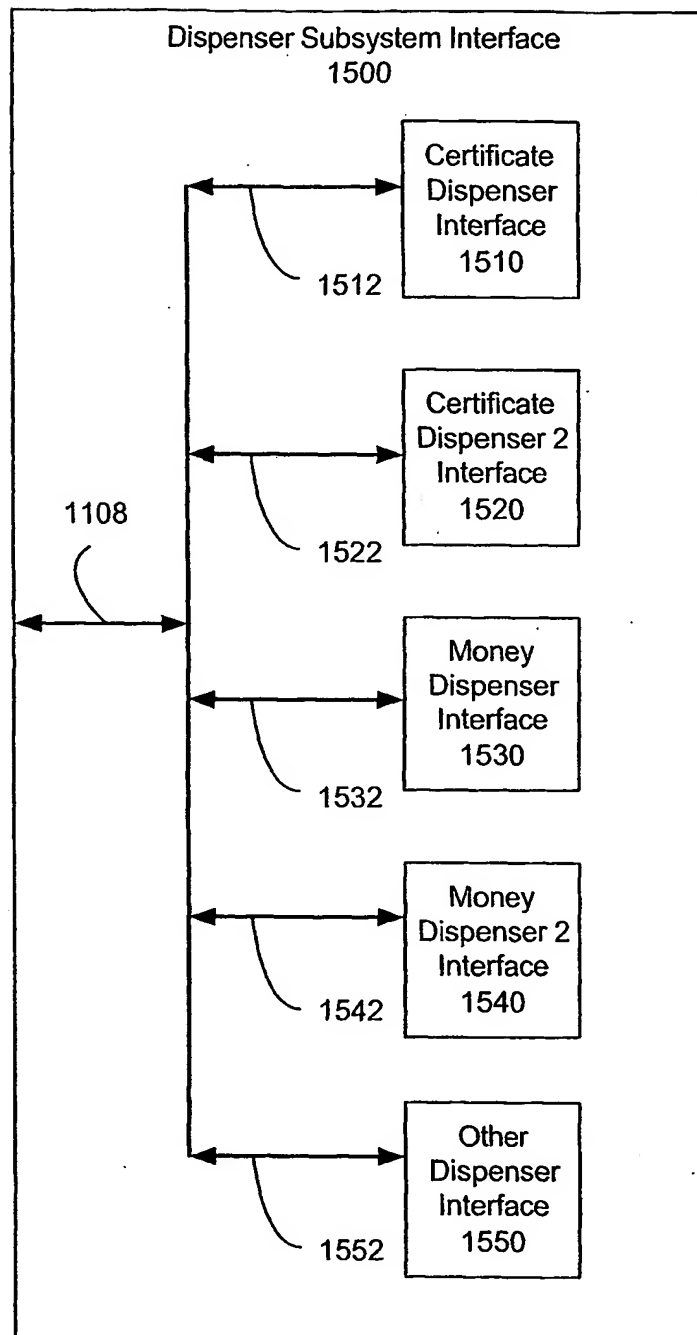 Dispenser Subsystem Interface
1500
Certificate
Dispenser
Interface
1510
1512
Certificate
Dispenser 2
Interface
1520
1108
1522
Money
Dispenser
Interface
1530
1532
Money
Dispenser 2
Interface
1540
1542
Other
Dispenser
Interface
1550
1552